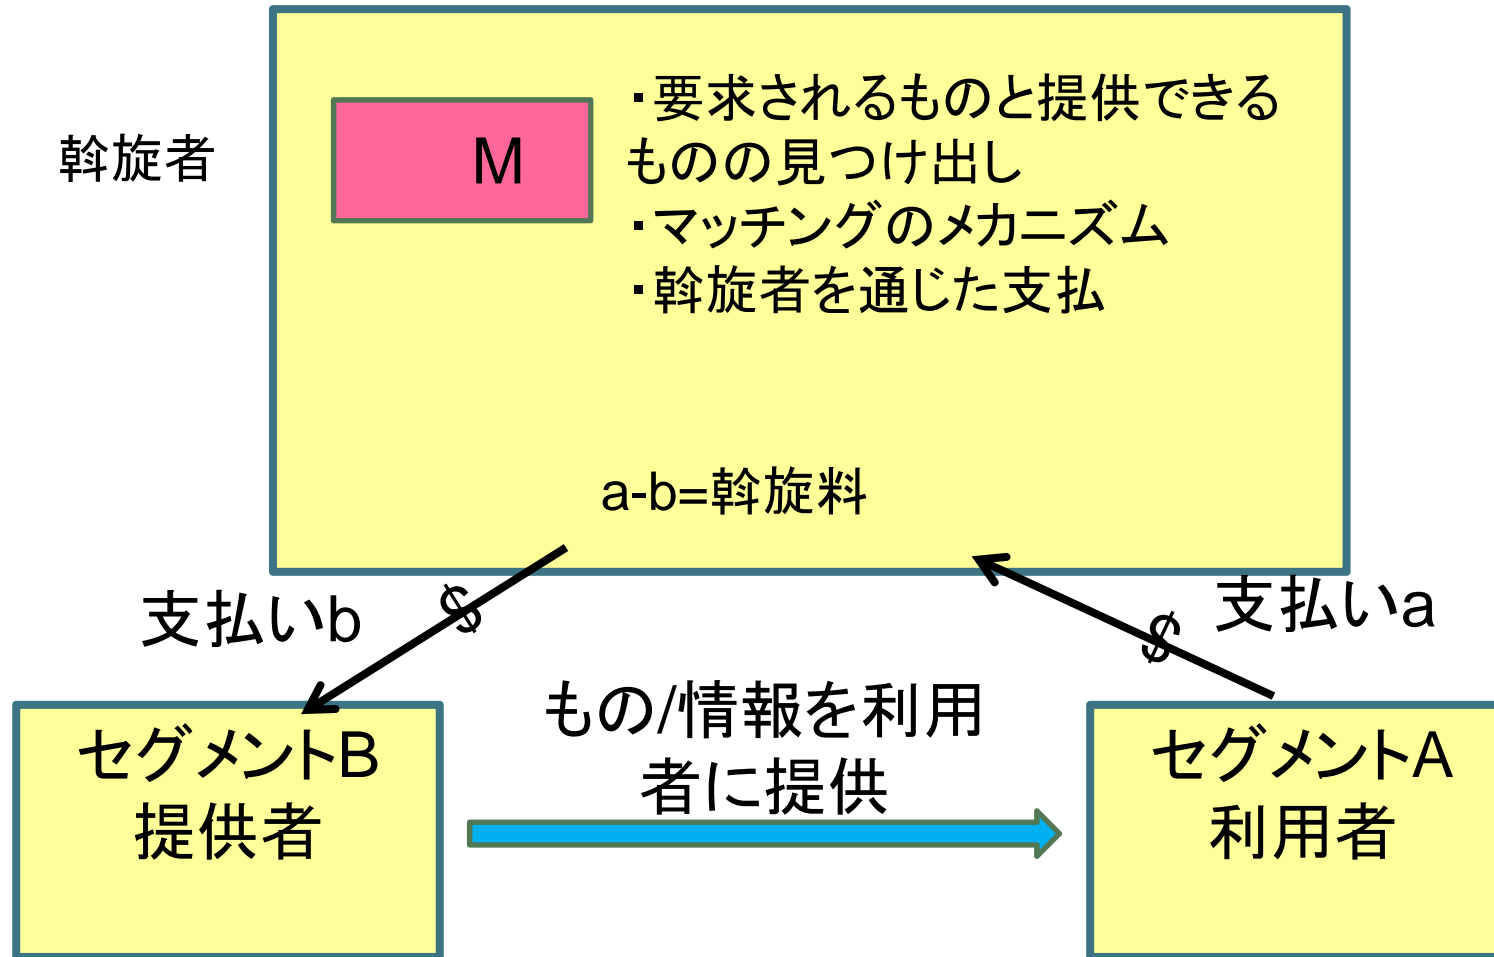 斡旋者
M
・要求されるものと提供できる
ものの見つけ出し
・マッチングのメカニズム
・斡旋者を通じた支払
a-b=斡旋料
支払いb
$
$
支払いa
もの/情報を利用
者に提供
セグメントB
提供者
セグメントA
利用者